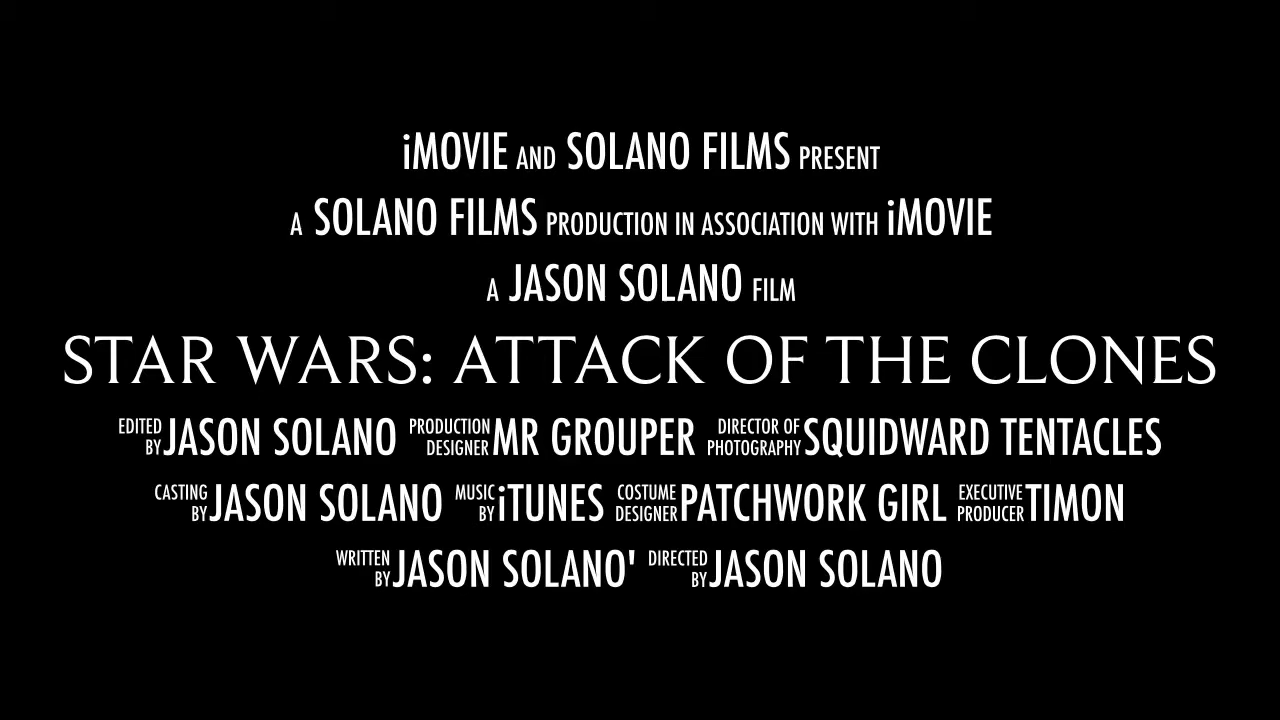 iMOVIE AND SOLANO FILMS PRESENT
A SOLANO FILMS PRODUCTION IN ASSOCIATION WITH iMOVIE
A JASON SOLANO FILM
STAR WARS: ATTACK OF THE CLONES
EDITED BY JASON SOLANO PRODUCTION DESIGNER MR GROUPER DIRECTOR OF PHOTOGRAPHY SQUIDWARD TENTACLES
CASTING BY JASON SOLANO MUSIC BY iTUNES COSTUME DESIGNER PATCHWORK GIRL EXECUTIVE PRODUCER TIMON
WRITTEN BY JASON SOLANO' DIRECTED BY JASON SOLANO